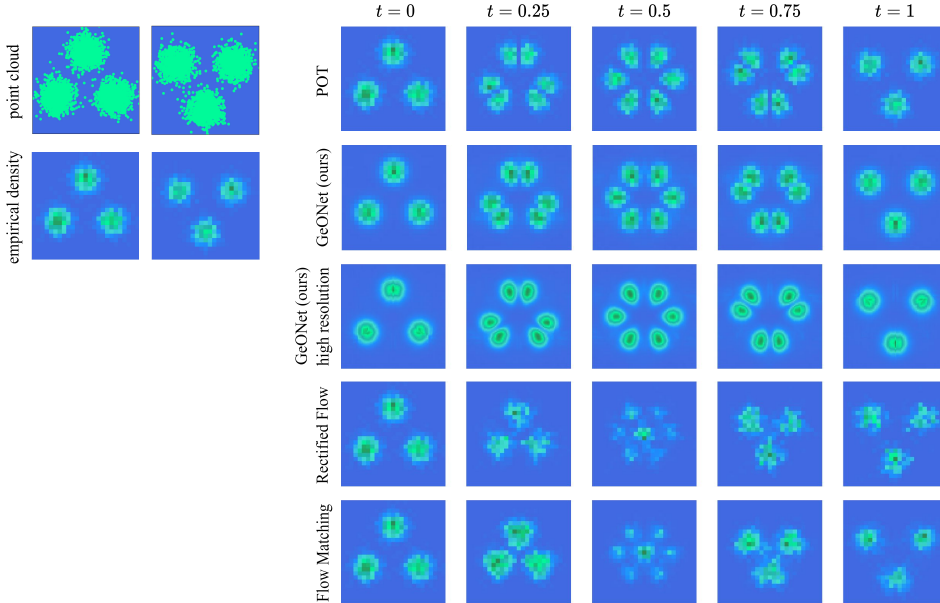 t = 0 t = 0.25 t = 0.5 t = 0.75 t = 1
point cloud
POT
empirical density
GeONet (ours)
GeONet (ours)
high resolution
Rectified Flow
Flow Matching